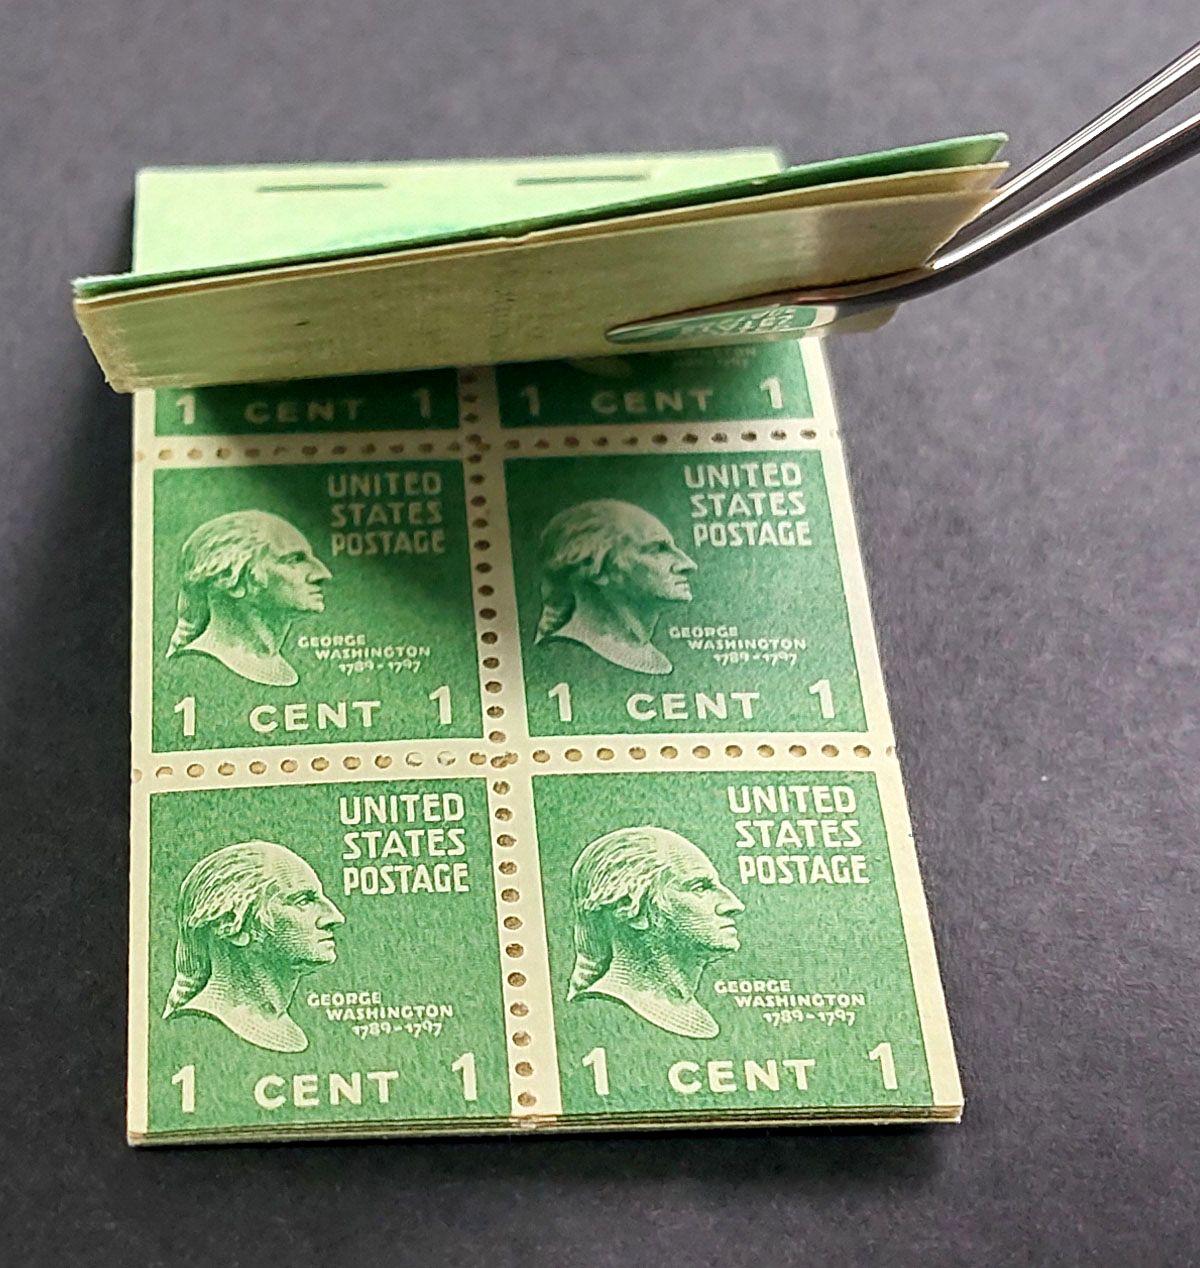 1 CENT 1
1 CENT 1
UNITED
STATES
POSTAGE
GEORGE
WASHINGTON
1789-1797
1 CENT 1
UNITED
STATES
POSTAGE
GEORGE
WASHINGTON
1789-1797
1 CENT 1
UNITED
STATES
POSTAGE
GEORGE
WASHINGTON
1789-1797
1 CENT 1
UNITED
STATES
POSTAGE
GEORGE
WASHINGTON
1789-1797
1 CENT 1